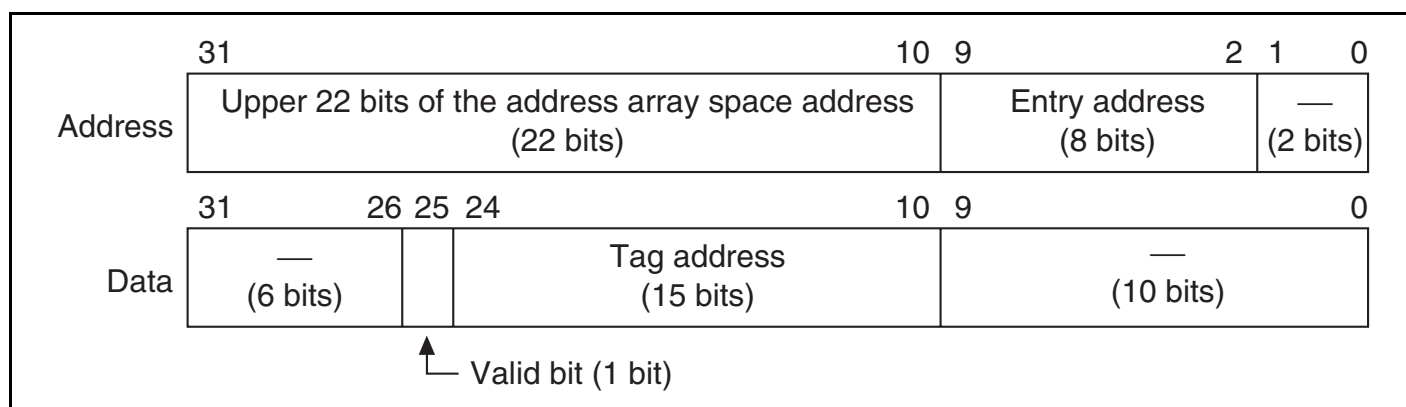 31 10 9 2 1 0
Address Upper 22 bits of the address array space address Entry address —
(22 bits) (8 bits) (2 bits)
31 26 25 24 10 9 0
Data — Tag address —
(6 bits) (15 bits) (10 bits)
Valid bit (1 bit)